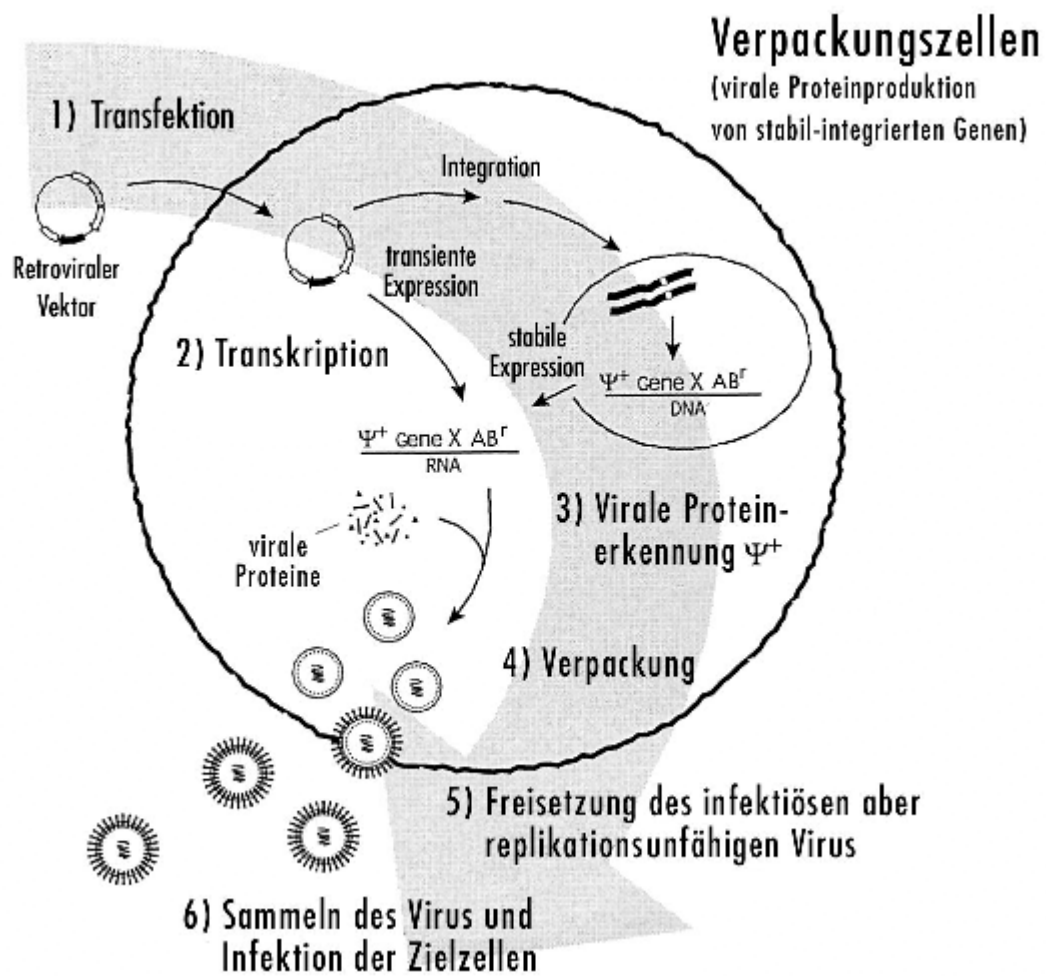 Verpackungszellen
(virale Proteinproduktion
von stabil-integrierten Genen)
1) Transfektion
Integration
Retroviraler
Vektor
transiente
Expression
2) Transkription
stabile
Expression
Ψ⁺ Gene X ABʳ
DNA
Ψ⁺ Gene X ABʳ
RNA
3) Virale Protein-
erkennung Ψ⁺
virale
Proteine
4) Verpackung
5) Freisetzung des infektiösen aber
replikationsunfähigen Virus
6) Sammeln des Virus und
Infektion der Zielzellen